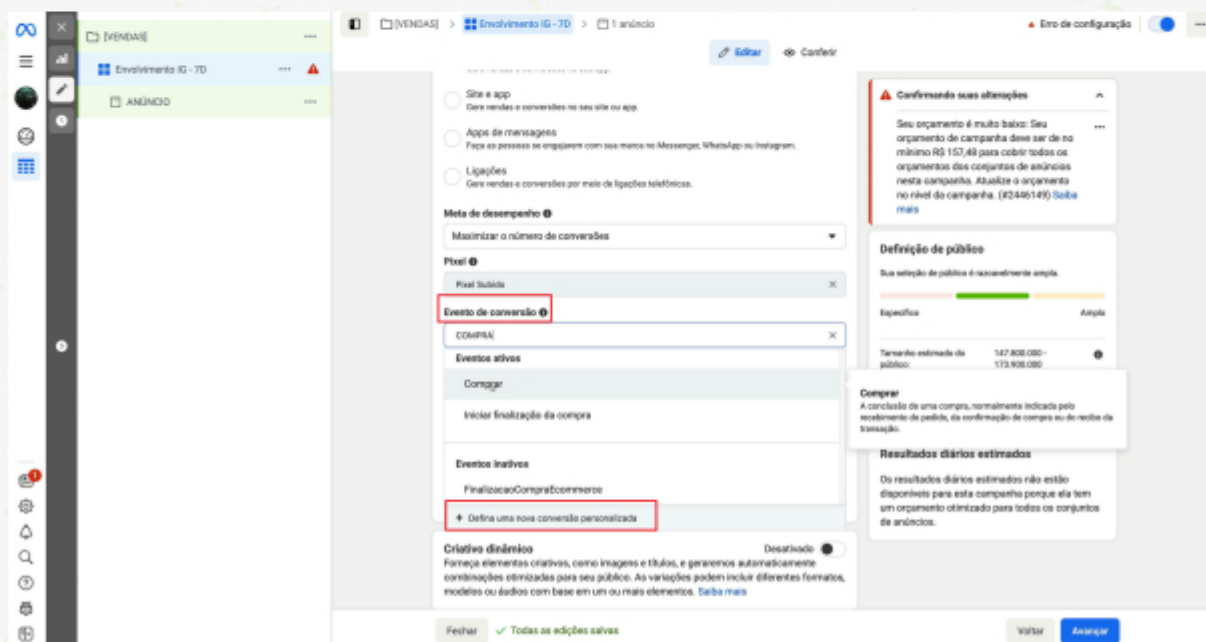 [VENDAS]
Envolvimento IG - 7D
ANÚNCIO
[VENDAS] > Envolvimento IG - 7D > 1 anúncio
Erro de configuração
Editar
Conferir
Site e app
Gere vendas e conversões no seu site ou app.
Apps de mensagens
Faça as pessoas se engajarem com sua marca no Messenger, WhatsApp ou Instagram.
Ligações
Gere vendas e conversões por meio de ligações telefônicas.
Meta de desempenho
Maximizar o número de conversões
Pixel
Pixel Subido
Evento de conversão
COMPRA
Eventos ativos
Comprar
Iniciar finalização da compra
Eventos inativos
FinalizacaoCompraEcommerce
+ Defina uma nova conversão personalizada
Criativo dinâmico
Desativado
Forneça elementos criativos, como imagens e títulos, e geraremos automaticamente
combinações otimizadas para seu público. As variações podem incluir diferentes formatos,
modelos ou áudios com base em um ou mais elementos. Saiba mais
Fechar
Todas as edições salvas
Voltar
Avançar
Confirmando suas alterações
Seu orçamento é muito baixo: Seu
orçamento de campanha deve ser de no
mínimo R$ 157,48 para cobrir todos os
orçamentos dos conjuntos de anúncios
nesta campanha. Atualize o orçamento
no nível da campanha. (#2446149) Saiba
mais
Definição de público
Sua seleção de público é razoavelmente ampla.
Específica
Ampla
Tamanho estimado do
público:
147.800.000 -
173.900.000
Comprar
A conclusão de uma compra, normalmente indicada pelo
recebimento do pedido, da confirmação de compra ou do recibo da
transação.
Resultados diários estimados
Os resultados diários estimados não estão
disponíveis para esta campanha porque ela tem
um orçamento otimizado para todos os conjuntos
de anúncios.